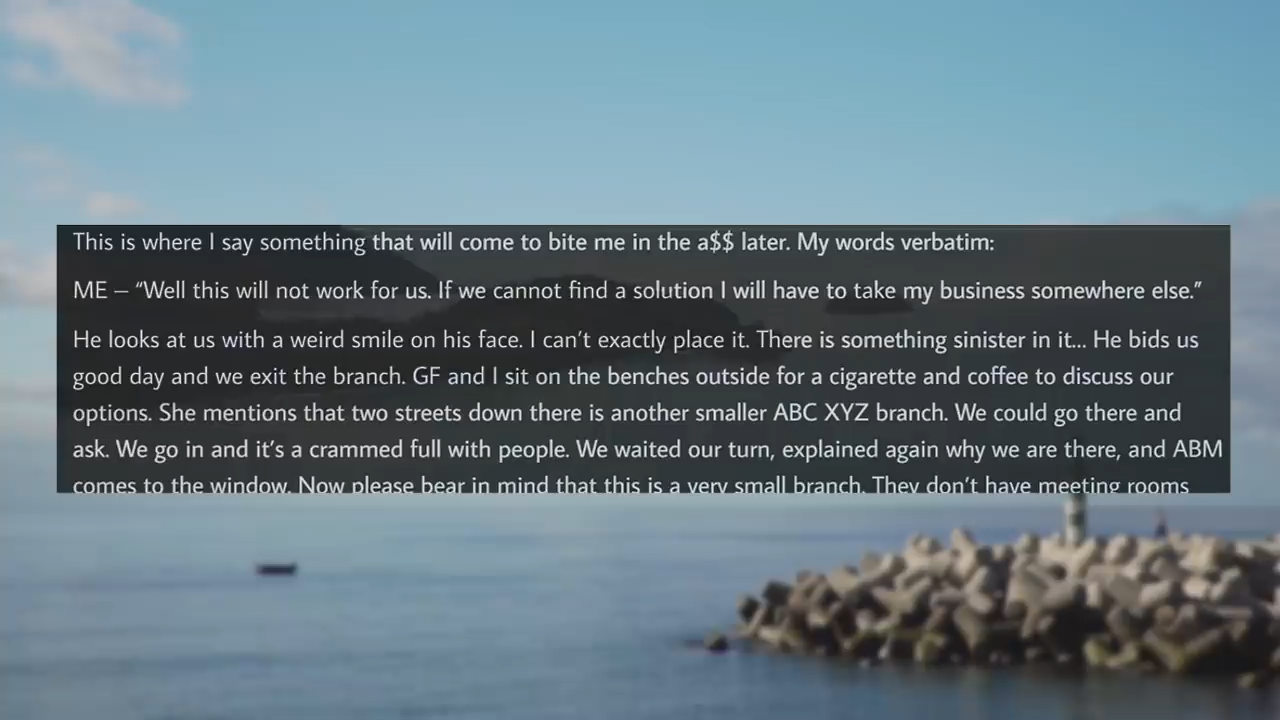 This is where I say something that will come to bite me in the a$$ later. My words verbatim:
ME – “Well this will not work for us. If we cannot find a solution I will have to take my business somewhere else.”
He looks at us with a weird smile on his face. I can’t exactly place it. There is something sinister in it... He bids us
good day and we exit the branch. GF and I sit on the benches outside for a cigarette and coffee to discuss our
options. She mentions that two streets down there is another smaller ABC XYZ branch. We could go there and
ask. We go in and it’s a crammed full with people. We waited our turn, explained again why we are there, and ABM
comes to the window. Now please bear in mind that this is a very small branch. They don’t have meeting rooms